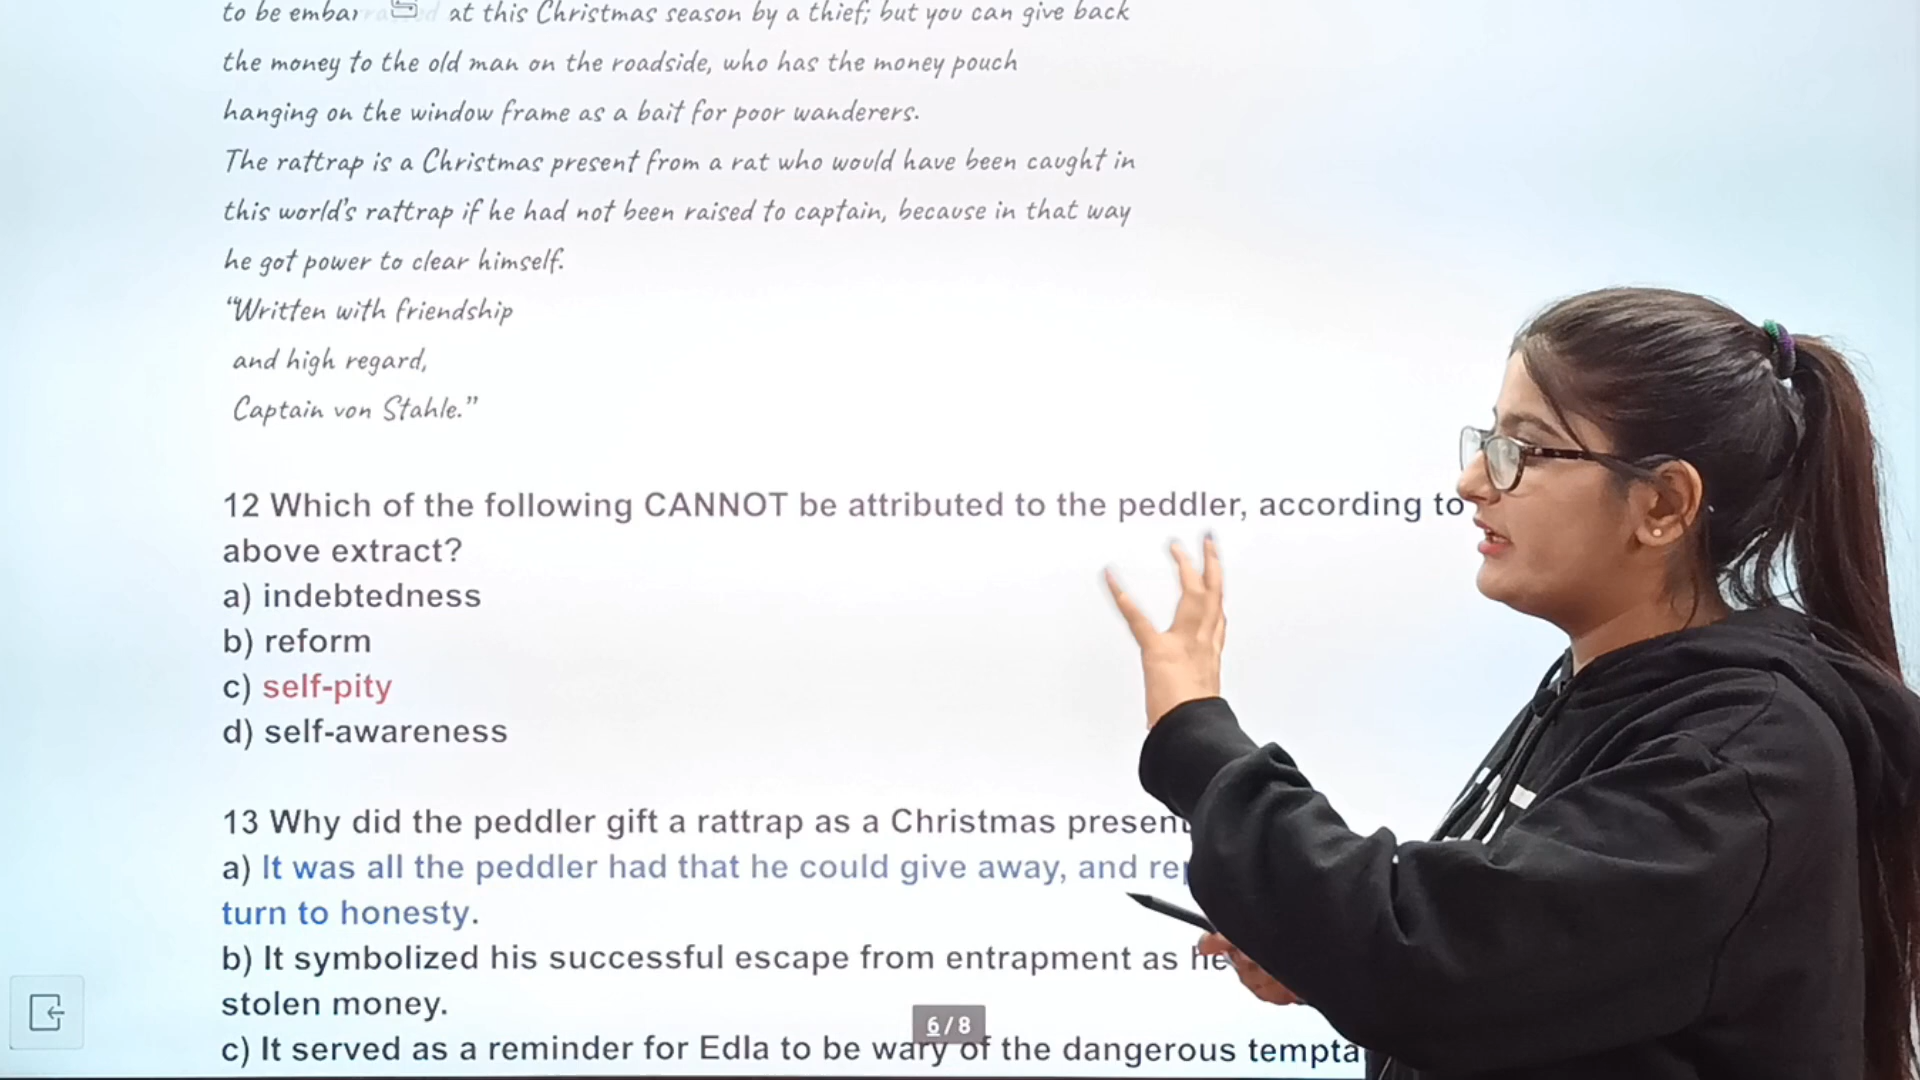 to be embarrassed at this Christmas season by a thief; but you can give back
the money to the old man on the roadside, who has the money pouch
hanging on the window frame as a bait for poor wanderers.
The rattrap is a Christmas present from a rat who would have been caught in
this world's rattrap if he had not been raised to captain, because in that way
he got power to clear himself.
“Written with friendship
and high regard,
Captain von Stahle.”
12 Which of the following CANNOT be attributed to the peddler, according to
above extract?
a) indebtedness
b) reform
c) self-pity
d) self-awareness
13 Why did the peddler gift a rattrap as a Christmas present
a) It was all the peddler had that he could give away, and
turn to honesty.
b) It symbolized his successful escape from entrapment as he
stolen money.
c) It served as a reminder for Edla to be wary of the dangerous
6/8